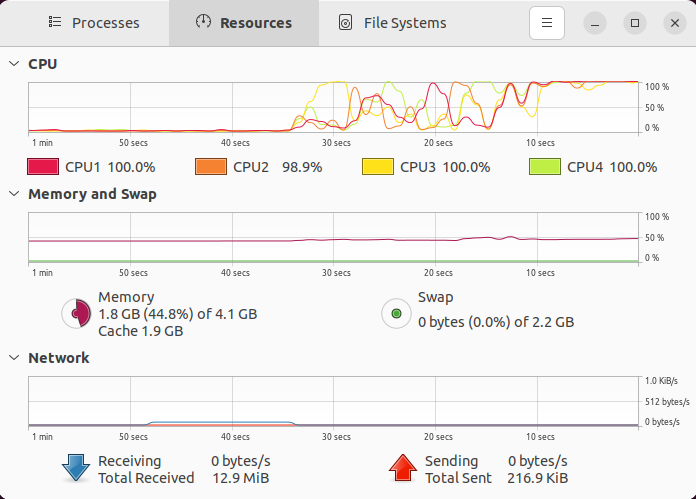 Processes Resources File Systems
CPU
100 %
50 %
0 %
1 min 50 secs 40 secs 30 secs 20 secs 10 secs
CPU1 100.0% CPU2 98.9% CPU3 100.0% CPU4 100.0%
Memory and Swap
100 %
50 %
0 %
1 min 50 secs 40 secs 30 secs 20 secs 10 secs
Memory
1.8 GB (44.8%) of 4.1 GB
Cache 1.9 GB
Swap
0 bytes (0.0%) of 2.2 GB
Network
1.0 KiB/s
512 bytes/s
0 bytes/s
1 min 50 secs 40 secs 30 secs 20 secs 10 secs
Receiving 0 bytes/s
Total Received 12.9 MiB
Sending 0 bytes/s
Total Sent 216.9 KiB